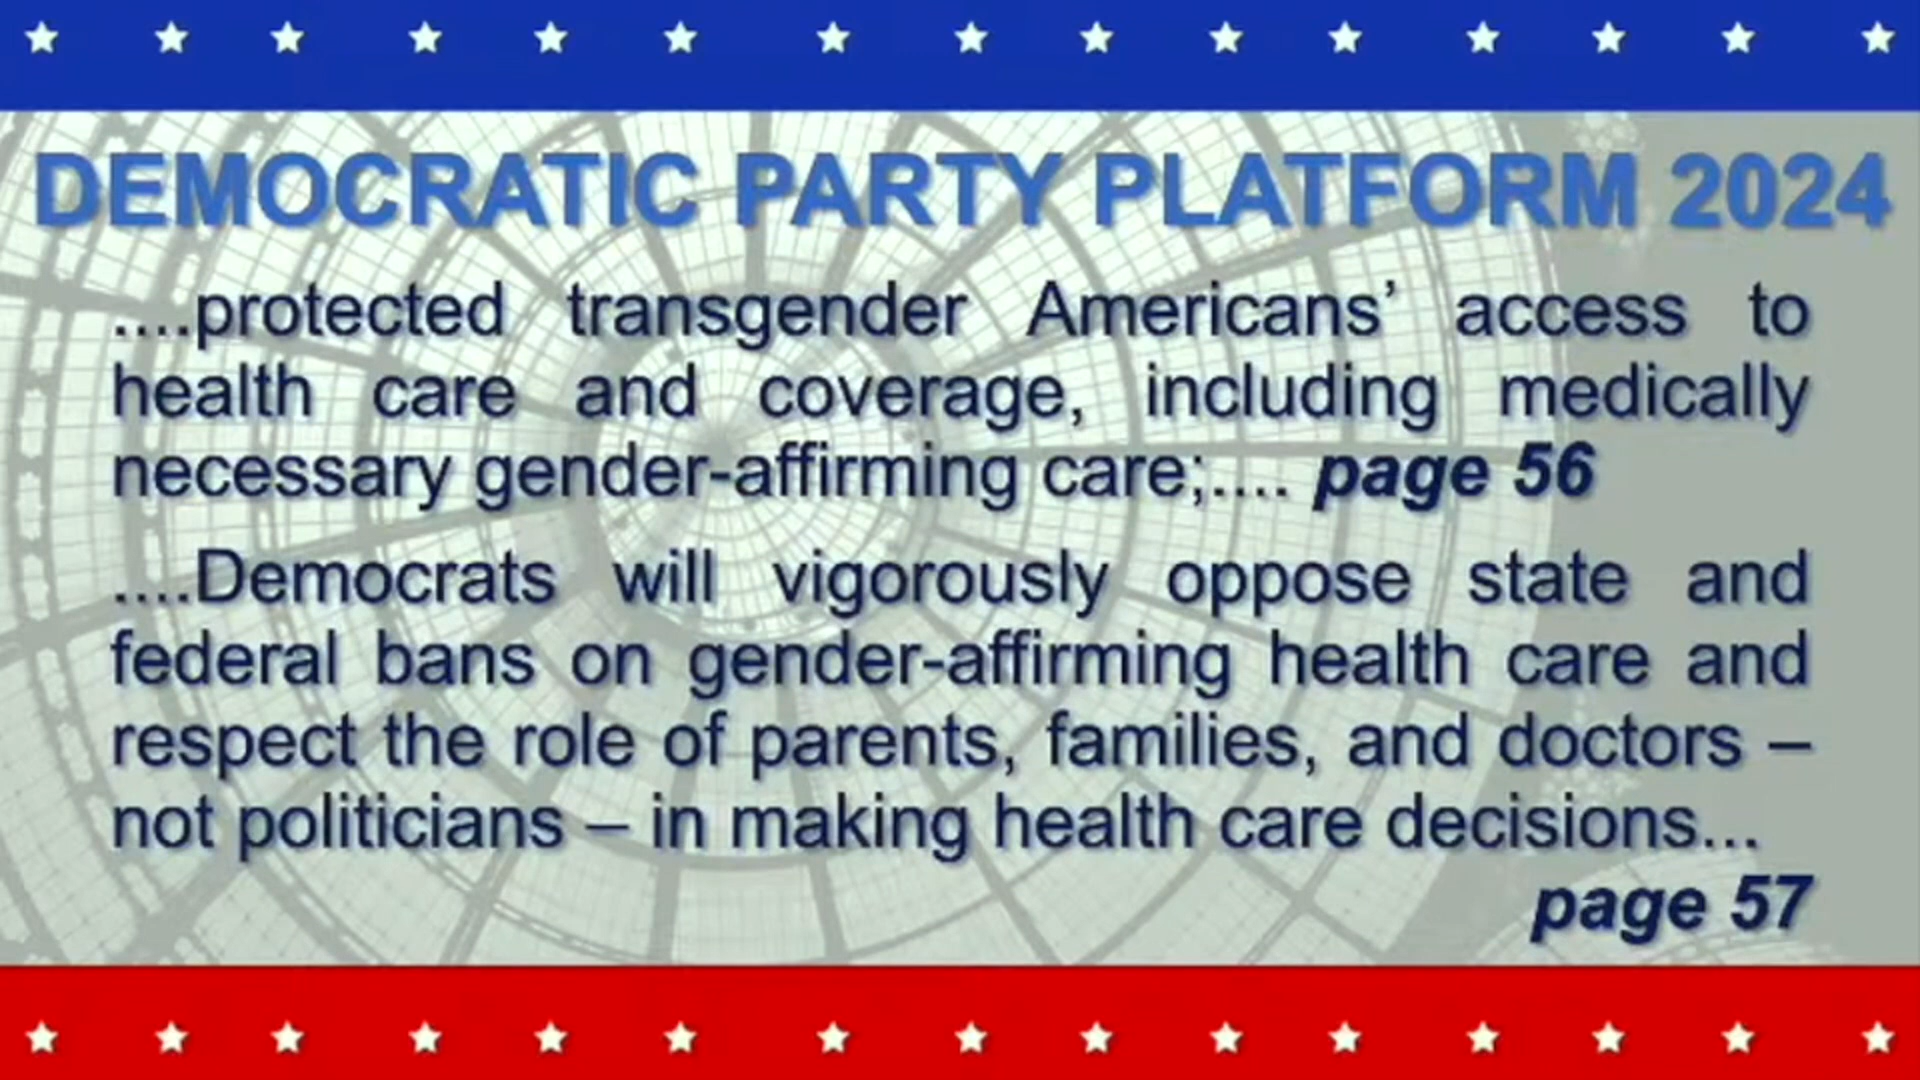 DEMOCRATIC PARTY PLATFORM 2024
....protected transgender Americans’ access to
health care and coverage, including medically
necessary gender-affirming care;.... page 56
....Democrats will vigorously oppose state and
federal bans on gender-affirming health care and
respect the role of parents, families, and doctors –
not politicians – in making health care decisions...
page 57